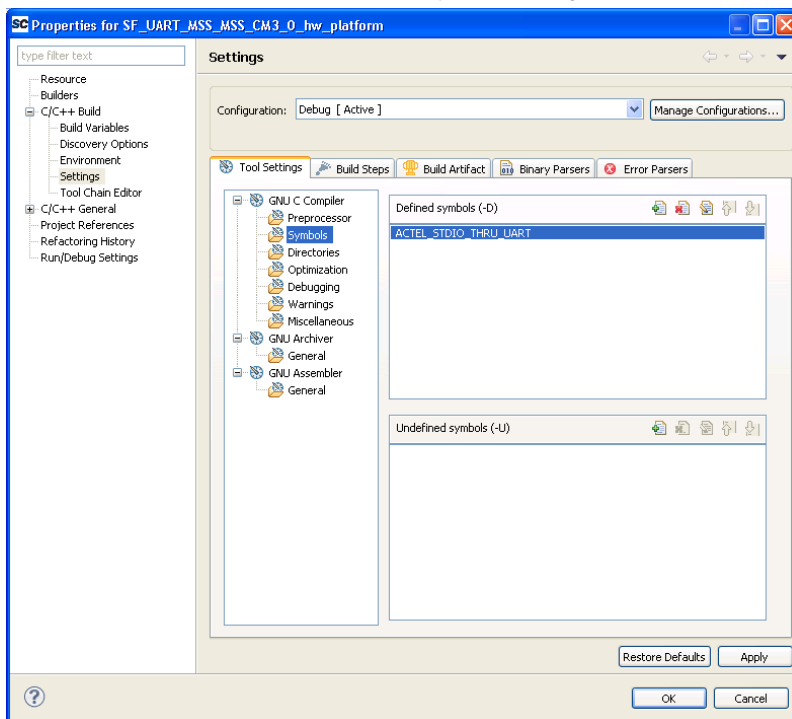 SC Properties for SF_UART_MSS_MSS_CM3_0_hw_platform
type filter text
Resource
Builders
C/C++ Build
Build Variables
Discovery Options
Environment
Settings
Tool Chain Editor
C/C++ General
Project References
Refactoring History
Run/Debug Settings
Settings
Configuration: Debug [ Active ] Manage Configurations...
Tool Settings Build Steps Build Artifact Binary Parsers Error Parsers
GNU C Compiler
Preprocessor
Symbols
Directories
Optimization
Debugging
Warnings
Miscellaneous
GNU Archiver
General
GNU Assembler
General
Defined symbols (-D)
ACTEL_STDIO_THRU_UART
Undefined symbols (-U)
Restore Defaults Apply
? OK Cancel